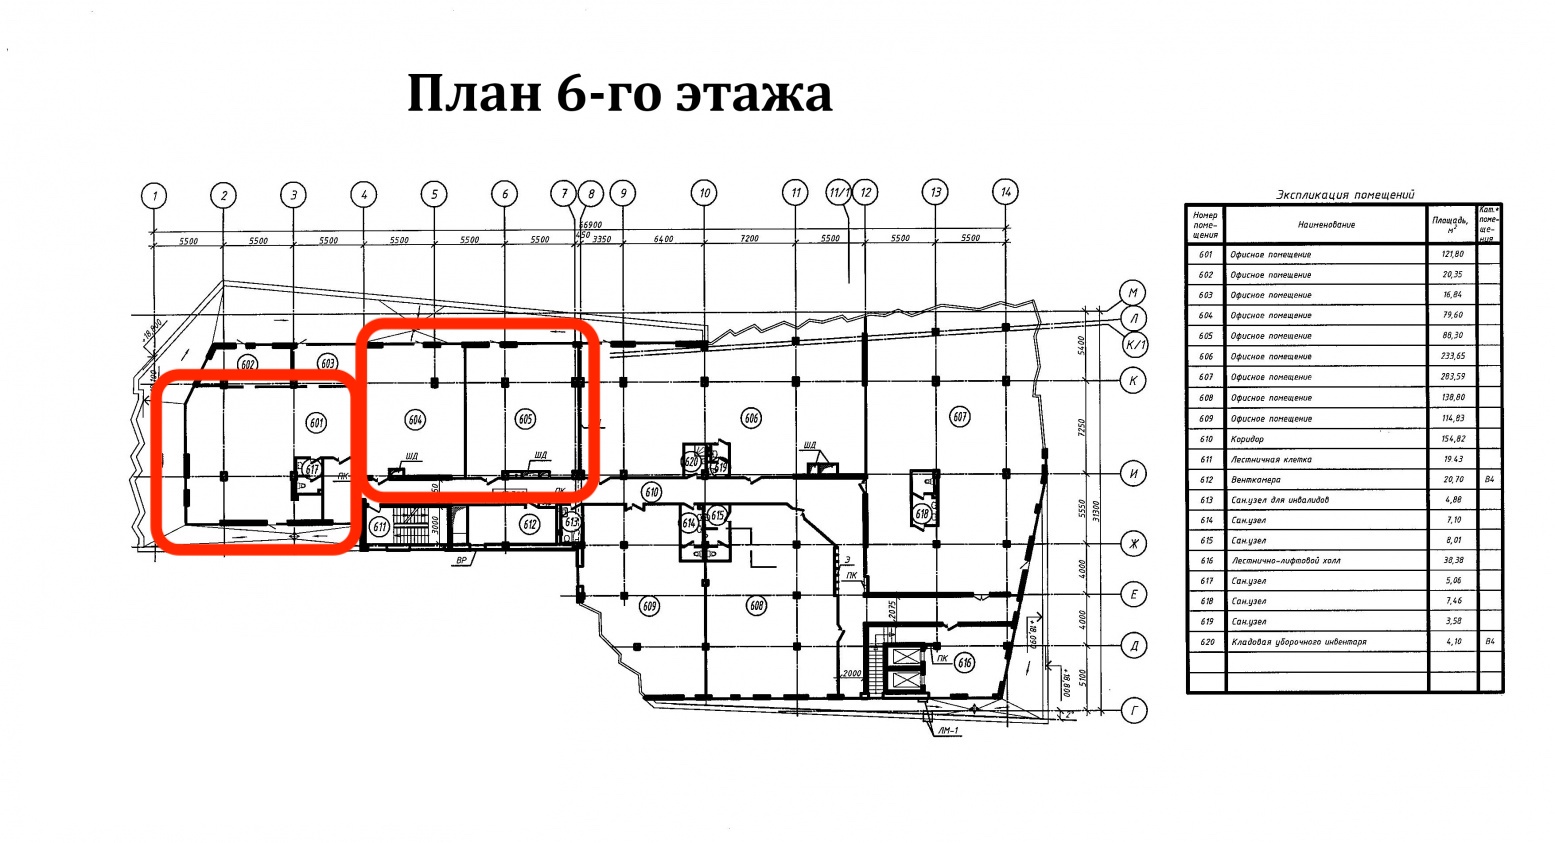 План 6-го этажа
1 2 3 4 5 6 7 8 9 10 11 11/1 12 13 14
66900
5500 5500 5500 5500 5500 5500 450 3350 6400 7200 5500 5500 5500
М
Л
К/1
К
И
Ж
Е
Д
Г
5400
7250
5550
4000
4000
5100
31300
602 603
601 604 605 606 607
617 ШД ШД 620 619 ШД
ПК ПК 610
611 3000 612 613 614 615 618
ВР Э ПК
609 608 2075
2000 ПК 616
+18.090
+18.800
ЛМ-1
Экспликация помещений
Номер поме-щения Наименование Площадь, м² Кат.* поме-ще-ния
601 Офисное помещение 121,80
602 Офисное помещение 20,35
603 Офисное помещение 16,84
604 Офисное помещение 79,60
605 Офисное помещение 88,30
606 Офисное помещение 233,65
607 Офисное помещение 283,59
608 Офисное помещение 138,80
609 Офисное помещение 114,83
610 Коридор 154,82
611 Лестничная клетка 19.43
612 Венткамера 20,70 В4
613 Сан.узел для инвалидов 4,88
614 Сан.узел 7,10
615 Сан.узел 8,01
616 Лестнично-лифтовой холл 38,38
617 Сан.узел 5,06
618 Сан.узел 7,46
619 Сан.узел 3,58
620 Кладовая уборочного инвентаря 4,10 В4